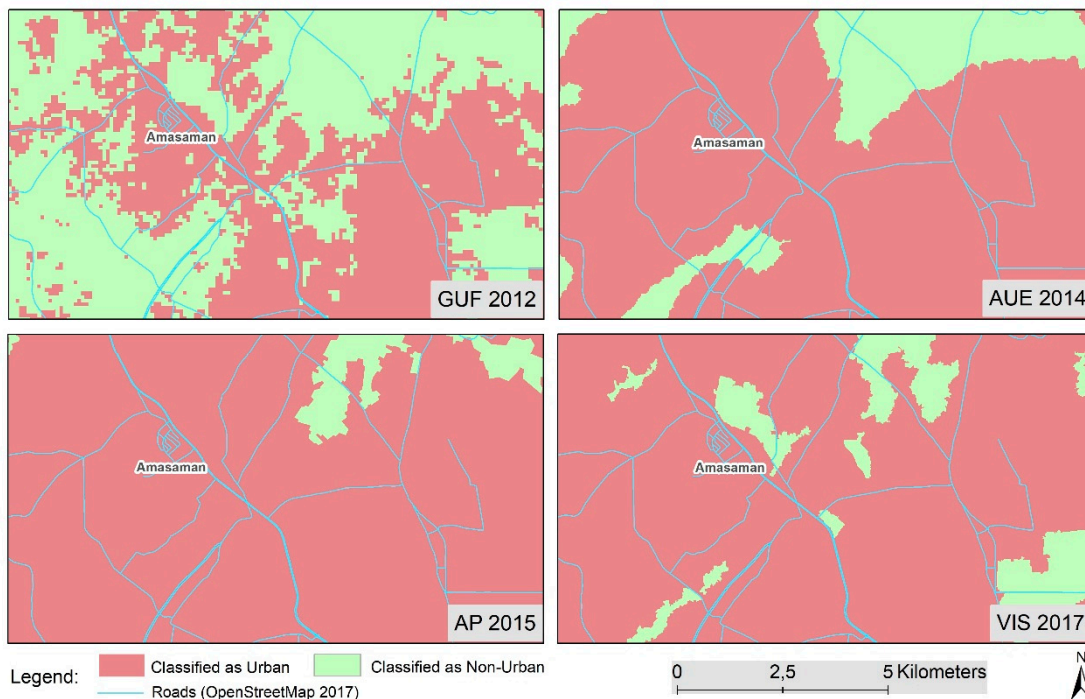 Amasaman
GUF 2012
Amasaman
AUE 2014
Amasaman
AP 2015
Amasaman
VIS 2017
Legend:
Classified as Urban
Classified as Non-Urban
Roads (OpenStreetMap 2017)
0 2,5 5 Kilometers
N